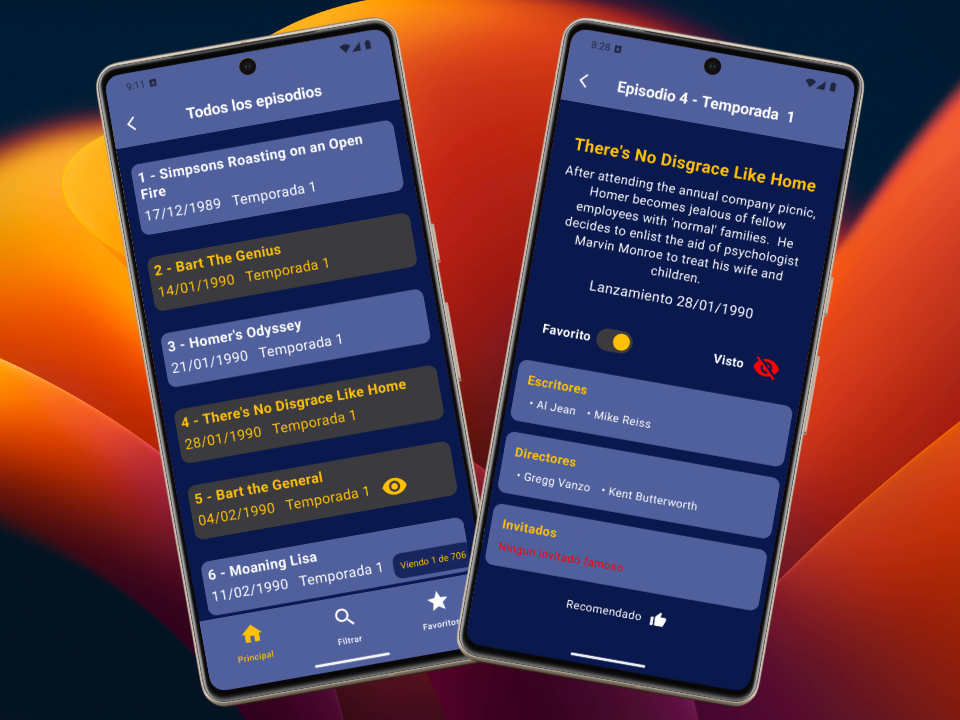 9:11
Todos los episodios
1 - Simpsons Roasting on an Open
Fire
17/12/1989 Temporada 1
2 - Bart The Genius
14/01/1990 Temporada 1
3 - Homer's Odyssey
21/01/1990 Temporada 1
4 - There's No Disgrace Like Home
28/01/1990 Temporada 1
5 - Bart the General
04/02/1990 Temporada 1
6 - Moaning Lisa
11/02/1990 Temporada 1
Viendo 1 de 706
Principal
Filtrar
Favoritos
8:28
Episodio 4 - Temporada 1
There's No Disgrace Like Home
After attending the annual company picnic,
Homer becomes jealous of fellow
employees with 'normal' families. He
decides to enlist the aid of psychologist
Marvin Monroe to treat his wife and
children.
Lanzamiento 28/01/1990
Favorito
Visto
Escritores
• Al Jean • Mike Reiss
Directores
• Gregg Vanzo • Kent Butterworth
Invitados
Ningun invitado famoso
Recomendado